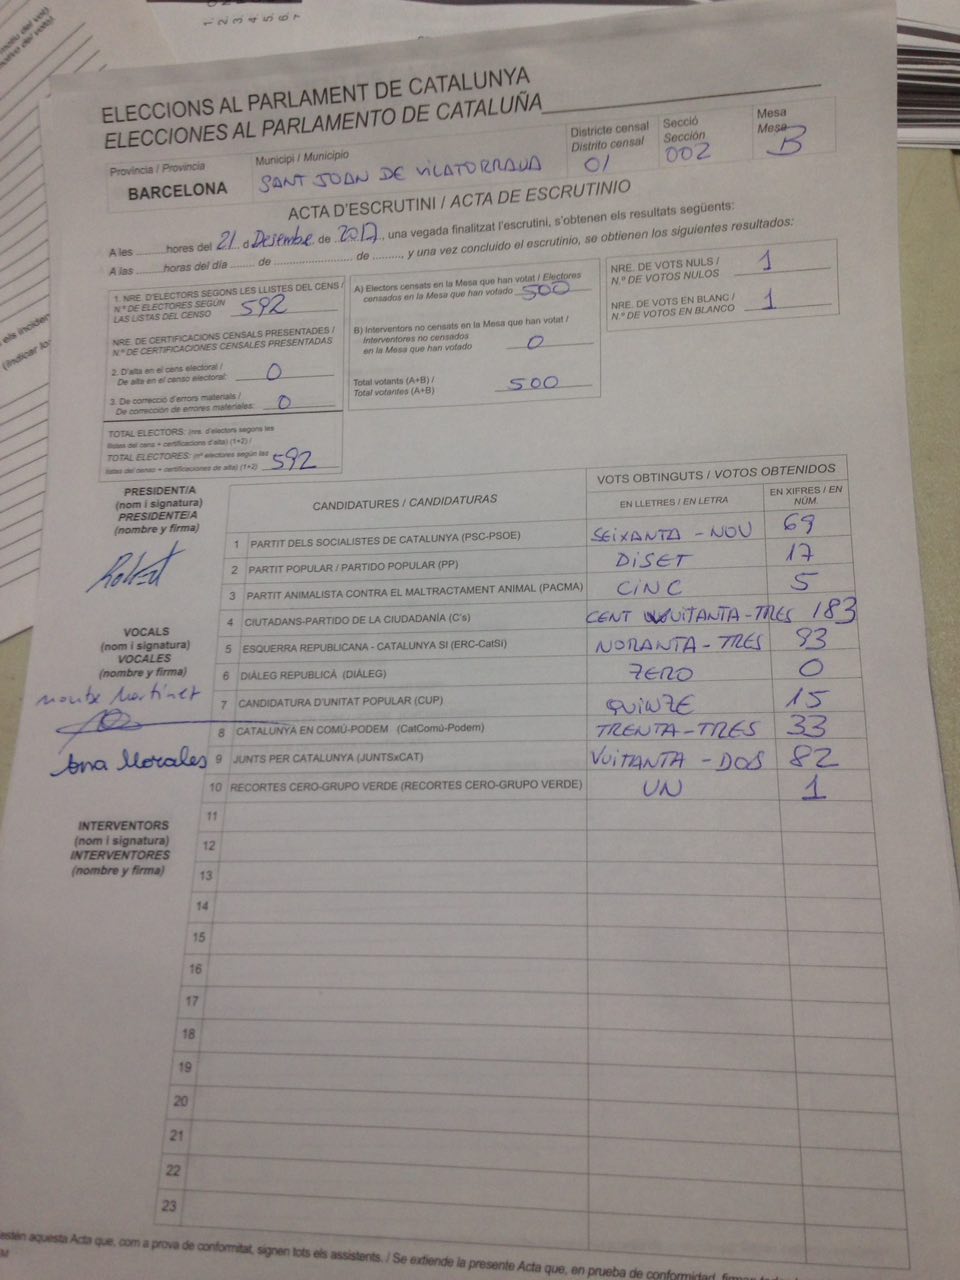 ELECCIONS AL PARLAMENT DE CATALUNYA
ELECCIONES AL PARLAMENTO DE CATALUÑA
Província / Provincia
BARCELONA
Municipi / Municipio
SANT JOAN DE VILATORRADA
Districte censal
Distrito censal
01
Secció
Sección
002
Mesa
Mesa
B
ACTA D'ESCRUTINI / ACTA DE ESCRUTINIO
A les ........hores del 21 d Desembre de 2017, una vegada finalitzat l'escrutini, s'obtenen els resultats següents:
A las ........horas del día ........ de ........................ de ........, y una vez concluido el escrutinio, se obtienen los siguientes resultados:
1. NRE. D'ELECTORS SEGONS LES LLISTES DEL CENS /
N.º DE ELECTORES SEGÚN
LAS LISTAS DEL CENSO 592
NRE. DE CERTIFICACIONS CENSALS PRESENTADES /
N.º DE CERTIFICACIONES CENSALES PRESENTADAS
2. D'alta en el cens electoral /
De alta en el censo electoral: 0
3. De correcció d'errors materials /
De corrección de errores materiales: 0
TOTAL ELECTORS: (nre. d'electors segons les
llistes del cens + certificacions d'alta) (1+2) /
TOTAL ELECTORES: (nº electores según las
listas del censo + certificaciones de alta) (1+2) 592
A) Electors censats en la Mesa que han votat / Electores
censados en la Mesa que han votado 500
B) Interventors no censats en la Mesa que han votat /
Interventores no censados
en la Mesa que han votado 0
Total votants (A+B) /
Total votantes (A+B) 500
NRE. DE VOTS NULS /
N.º DE VOTOS NULOS 1
NRE. DE VOTS EN BLANC /
N.º DE VOTOS EN BLANCO 1
PRESIDENT/A
(nom i signatura)
PRESIDENTE/A
(nombre y firma)
VOCALS
(nom i signatura)
VOCALES
(nombre y firma)
Montse Martínez
Ana Morales
INTERVENTORS
(nom i signatura)
INTERVENTORES
(nombre y firma)
CANDIDATURES / CANDIDATURAS
VOTS OBTINGUTS / VOTOS OBTENIDOS
EN LLETRES / EN LETRA
EN XIFRES / EN NÚM.
1 PARTIT DELS SOCIALISTES DE CATALUNYA (PSC-PSOE) SEIXANTA - NOU 69
2 PARTIT POPULAR / PARTIDO POPULAR (PP) DISET 17
3 PARTIT ANIMALISTA CONTRA EL MALTRACTAMENT ANIMAL (PACMA) CINC 5
4 CIUTADANS-PARTIDO DE LA CIUDADANÍA (C's) CENT VUITANTA-TRES 183
5 ESQUERRA REPUBLICANA - CATALUNYA SI (ERC-CatSí) NORANTA - TRES 93
6 DIÀLEG REPUBLICÀ (DIÀLEG) ZERO 0
7 CANDIDATURA D'UNITAT POPULAR (CUP) QUINZE 15
8 CATALUNYA EN COMÚ-PODEM (CatComú-Podem) TRENTA-TRES 33
9 JUNTS PER CATALUNYA (JUNTSxCAT) VUITANTA - DOS 82
10 RECORTES CERO-GRUPO VERDE (RECORTES CERO-GRUPO VERDE) UN 1
11
12
13
14
15
16
17
18
19
20
21
22
23
estén aquesta Acta que, com a prova de conformitat, signen tots els assistents. / Se extiende la presente Acta que, en prueba de conformidad, firman